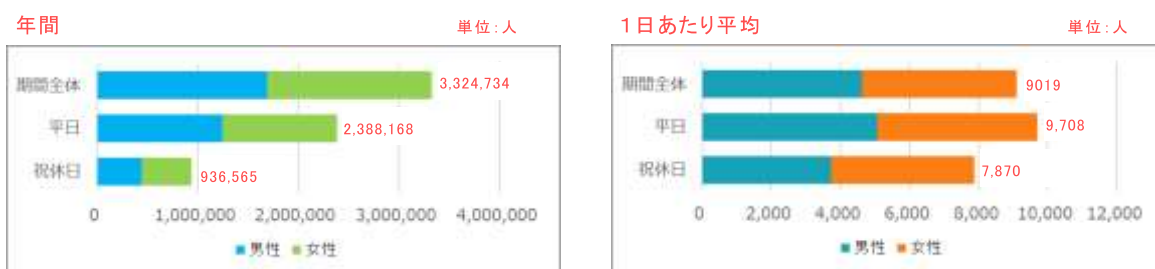 年間
単位:人
期間全体
3,324,734
平日
2,388,168
祝休日
936,565
0 1,000,000 2,000,000 3,000,000 4,000,000
男性 女性
1日あたり平均
単位:人
期間全体
9019
平日
9,708
祝休日
7,870
0 2,000 4,000 6,000 8,000 10,000 12,000
男性 女性